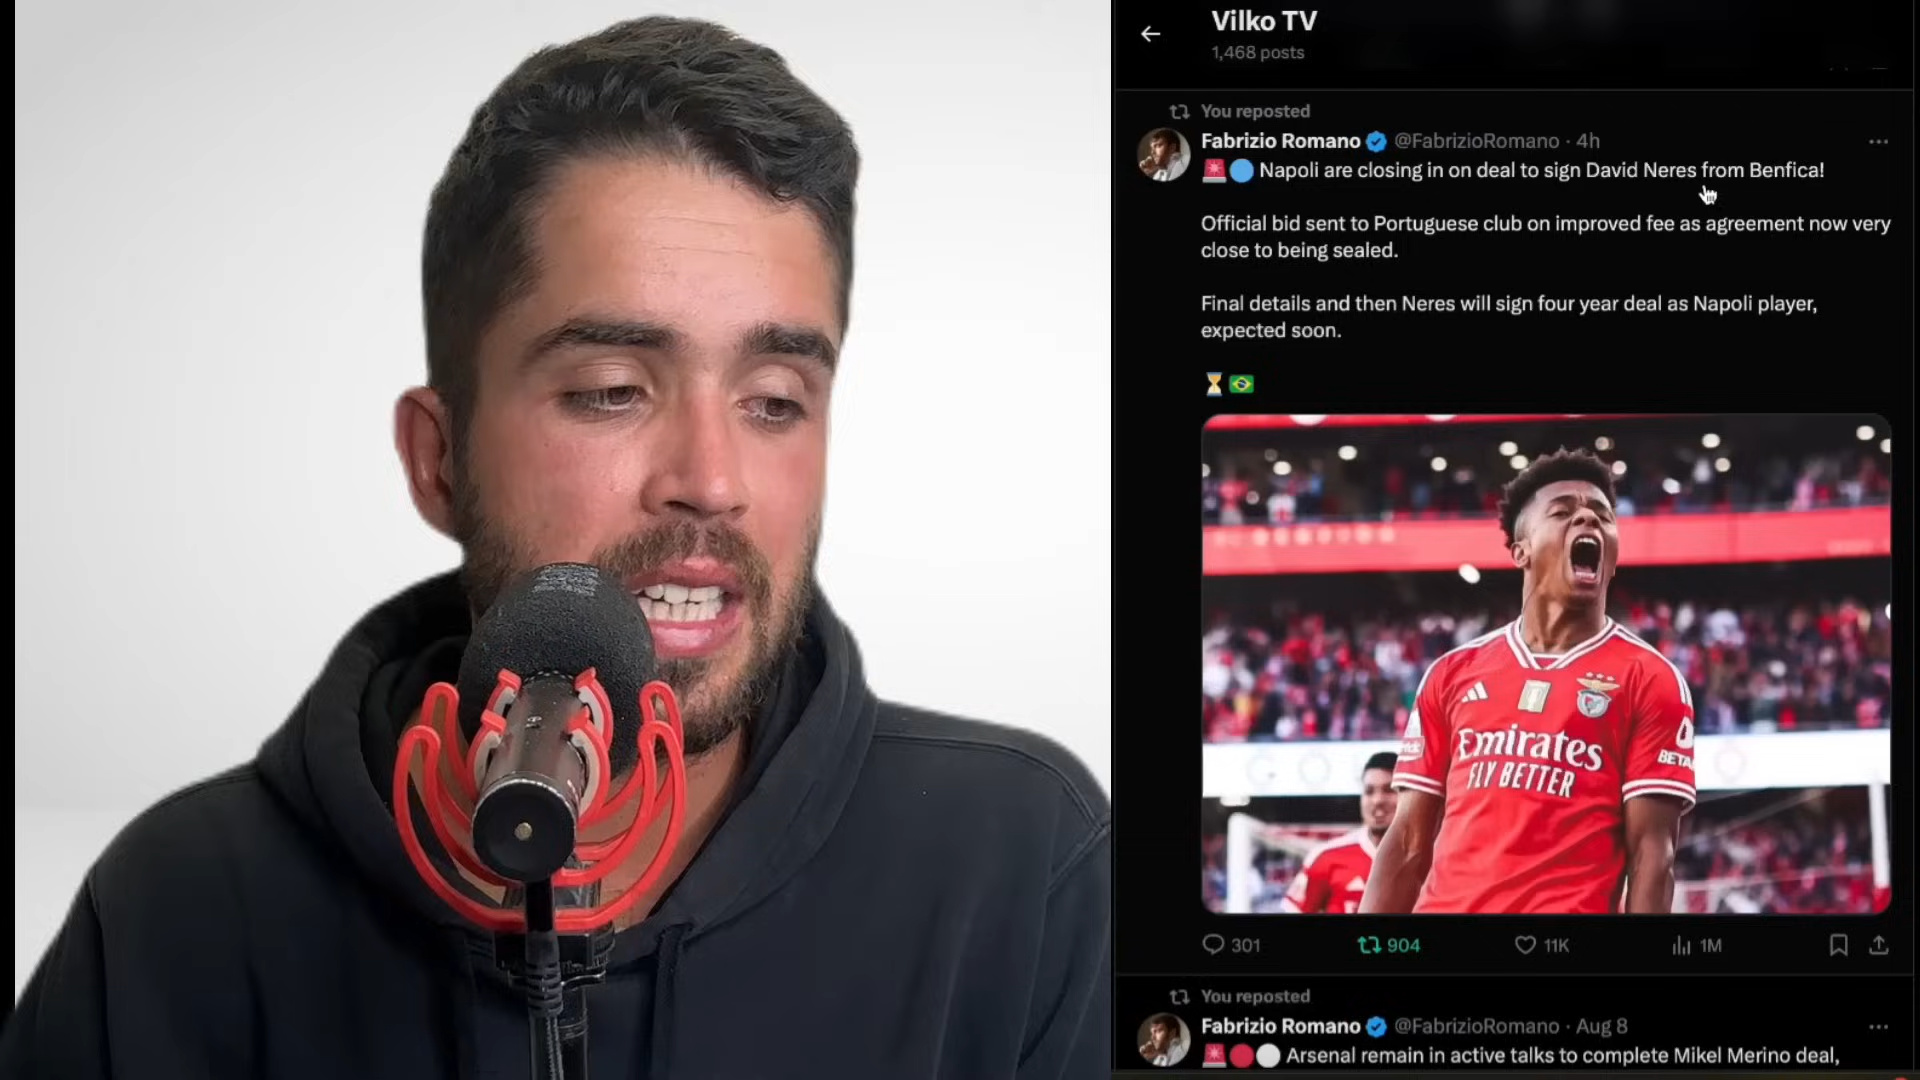 Vilko TV
1,468 posts
You reposted
Fabrizio Romano @FabrizioRomano · 4h
🚨🔵 Napoli are closing in on deal to sign David Neres from Benfica!
Official bid sent to Portuguese club on improved fee as agreement now very
close to being sealed.
Final details and then Neres will sign four year deal as Napoli player,
expected soon.
⏳🇧🇷
Emirates
FLY BETTER
301
904
11K
1M
You reposted
Fabrizio Romano @FabrizioRomano · Aug 8
🚨🔴⚪ Arsenal remain in active talks to complete Mikel Merino deal,